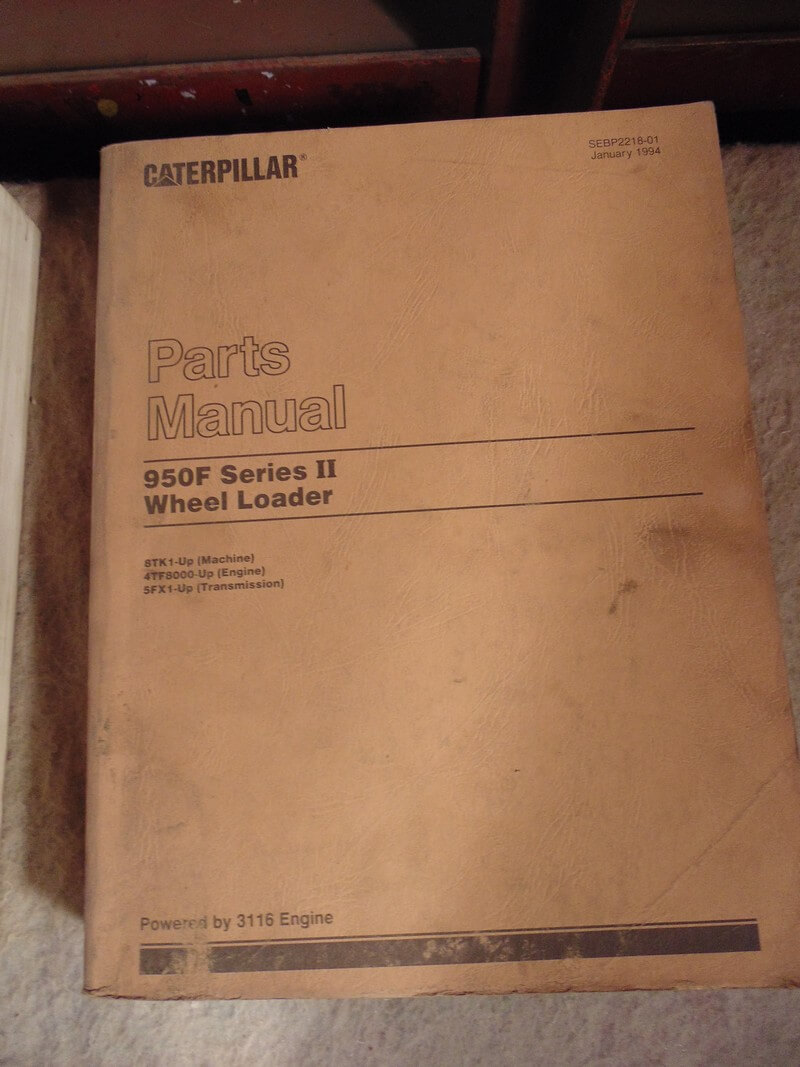 CATERPILLAR®
SEBP2218-01
January 1994
Parts
Manual
950F Series II
Wheel Loader
8TK1-Up (Machine)
4TF8000-Up (Engine)
5FX1-Up (Transmission)
Powered by 3116 Engine